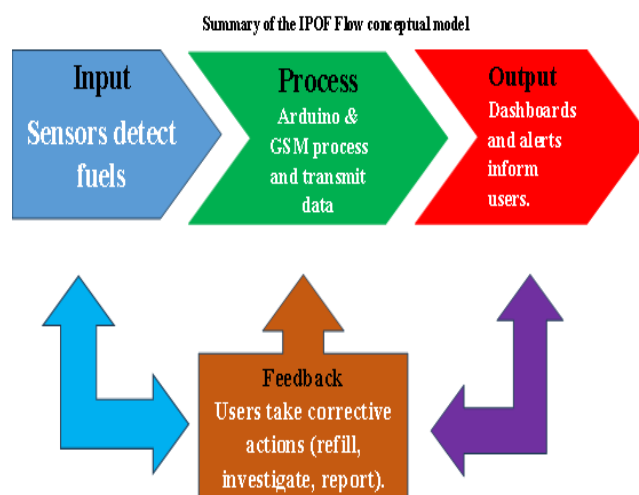 Summary of the IPOF Flow conceptual model
Input
Sensors detect
fuels
Process
Arduino &
GSM process
and transmit
data
Output
Dashboards
and alerts
inform
users.
Feedback
Users take corrective
actions (refill,
investigate, report).